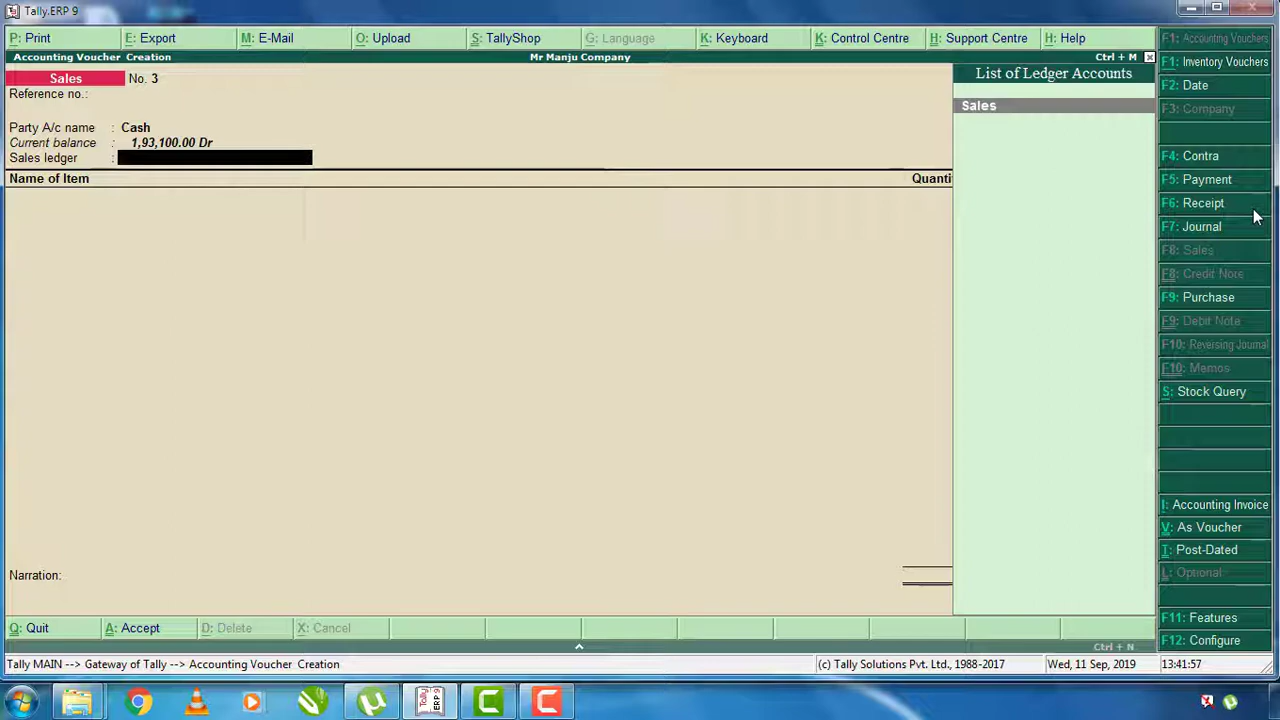 Tally.ERP 9
P: Print E: Export M: E-Mail O: Upload S: TallyShop G: Language K: Keyboard K: Control Centre H: Support Centre H: Help
Accounting Voucher Creation Mr Manju Company Ctrl + M
Sales No. 3
Reference no.:
Party A/c name : Cash
Current balance : 1,93,100.00 Dr
Sales ledger :
Name of Item Quanti
Narration:
List of Ledger Accounts
Sales
F1: Accounting Vouchers
F1: Inventory Vouchers
F2: Date
F3: Company
F4: Contra
F5: Payment
F6: Receipt
F7: Journal
F8: Sales
F8: Credit Note
F9: Purchase
F9: Debit Note
F10: Reversing Journal
F10: Memos
S: Stock Query
I: Accounting Invoice
V: As Voucher
T: Post-Dated
L: Optional
F11: Features
F12: Configure
Q: Quit A: Accept D: Delete X: Cancel
Ctrl + N
Tally MAIN --> Gateway of Tally --> Accounting Voucher Creation (c) Tally Solutions Pvt. Ltd., 1988-2017 Wed, 11 Sep, 2019 13:41:57